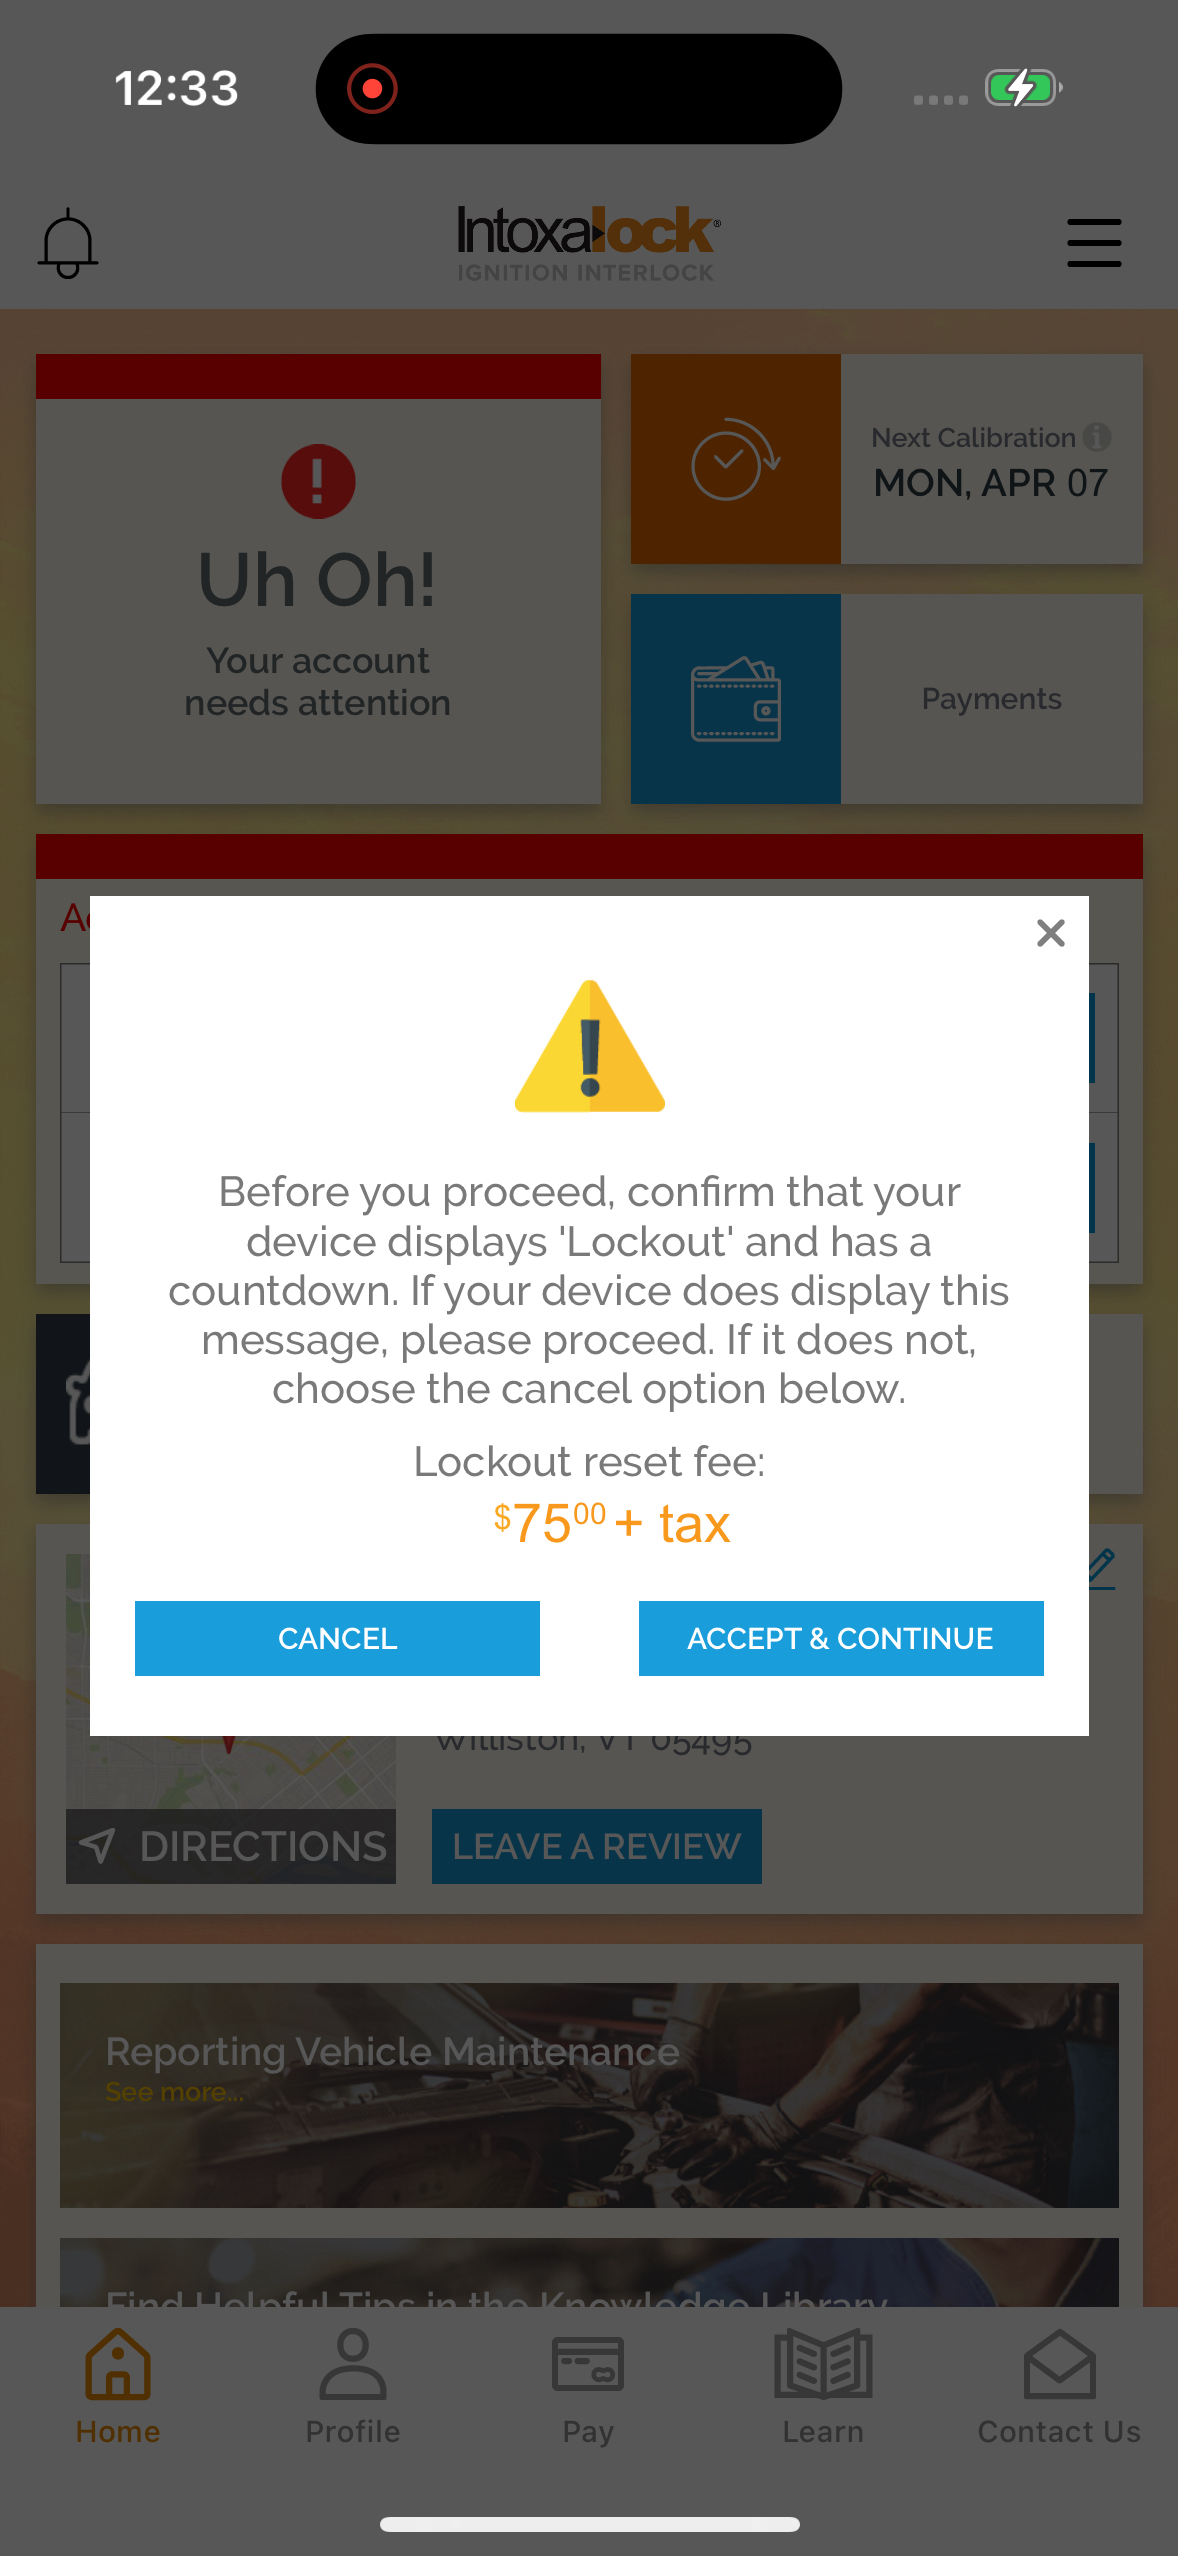 12:33
Intoxalock®
IGNITION INTERLOCK
Uh Oh!
Your account
needs attention
Next Calibration
MON, APR 07
Payments
Before you proceed, confirm that your
device displays 'Lockout' and has a
countdown. If your device does display this
message, please proceed. If it does not,
choose the cancel option below.
Lockout reset fee:
$7500 + tax
CANCEL
ACCEPT & CONTINUE
Williston, VT 05495
DIRECTIONS
LEAVE A REVIEW
Reporting Vehicle Maintenance
See more...
Find Helpful Tips in the Knowledge Library
Home
Profile
Pay
Learn
Contact Us